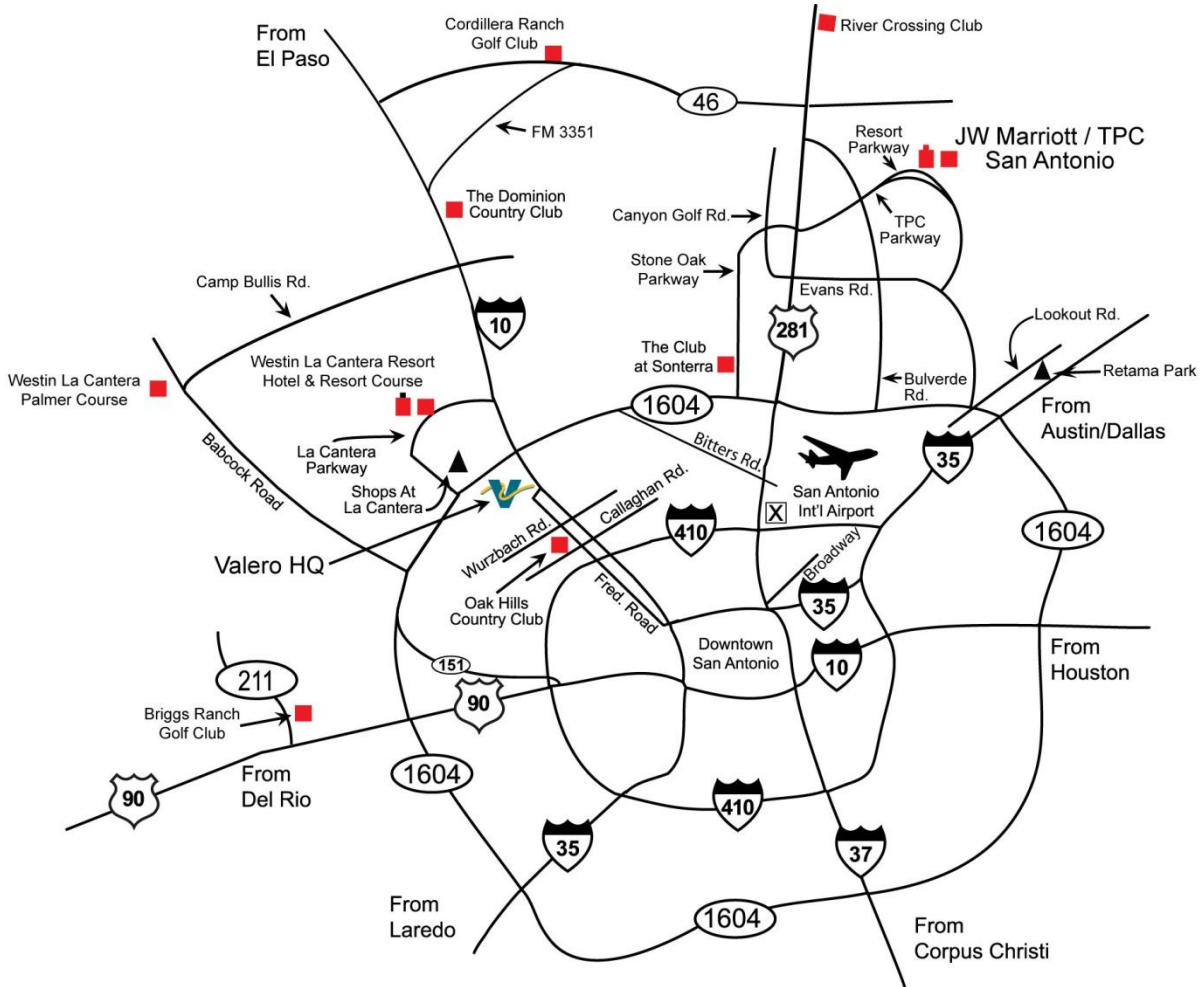 From
El Paso
Cordillera Ranch
Golf Club
River Crossing Club
46
FM 3351
Resort
Parkway
JW Marriott / TPC
San Antonio
The Dominion
Country Club
Canyon Golf Rd.
TPC
Parkway
Stone Oak
Parkway
Camp Bullis Rd.
Evans Rd.
10
281
Lookout Rd.
Westin La Cantera Resort
Hotel & Resort Course
The Club
at Sonterra
Westin La Cantera
Palmer Course
Bulverde
Rd.
Retama Park
1604
From
Austin/Dallas
La Cantera
Parkway
Bitters Rd.
Babcock Road
35
Shops At
La Cantera
V
Callaghan Rd.
San Antonio
Int'l Airport
X
410
1604
Wurzbach Rd.
Valero HQ
Broadway
Oak Hills
Country Club
Fred. Road
35
Downtown
San Antonio
10
From
Houston
151
211
90
Briggs Ranch
Golf Club
From
Del Rio
1604
90
410
35
37
From
Laredo
1604
From
Corpus Christi